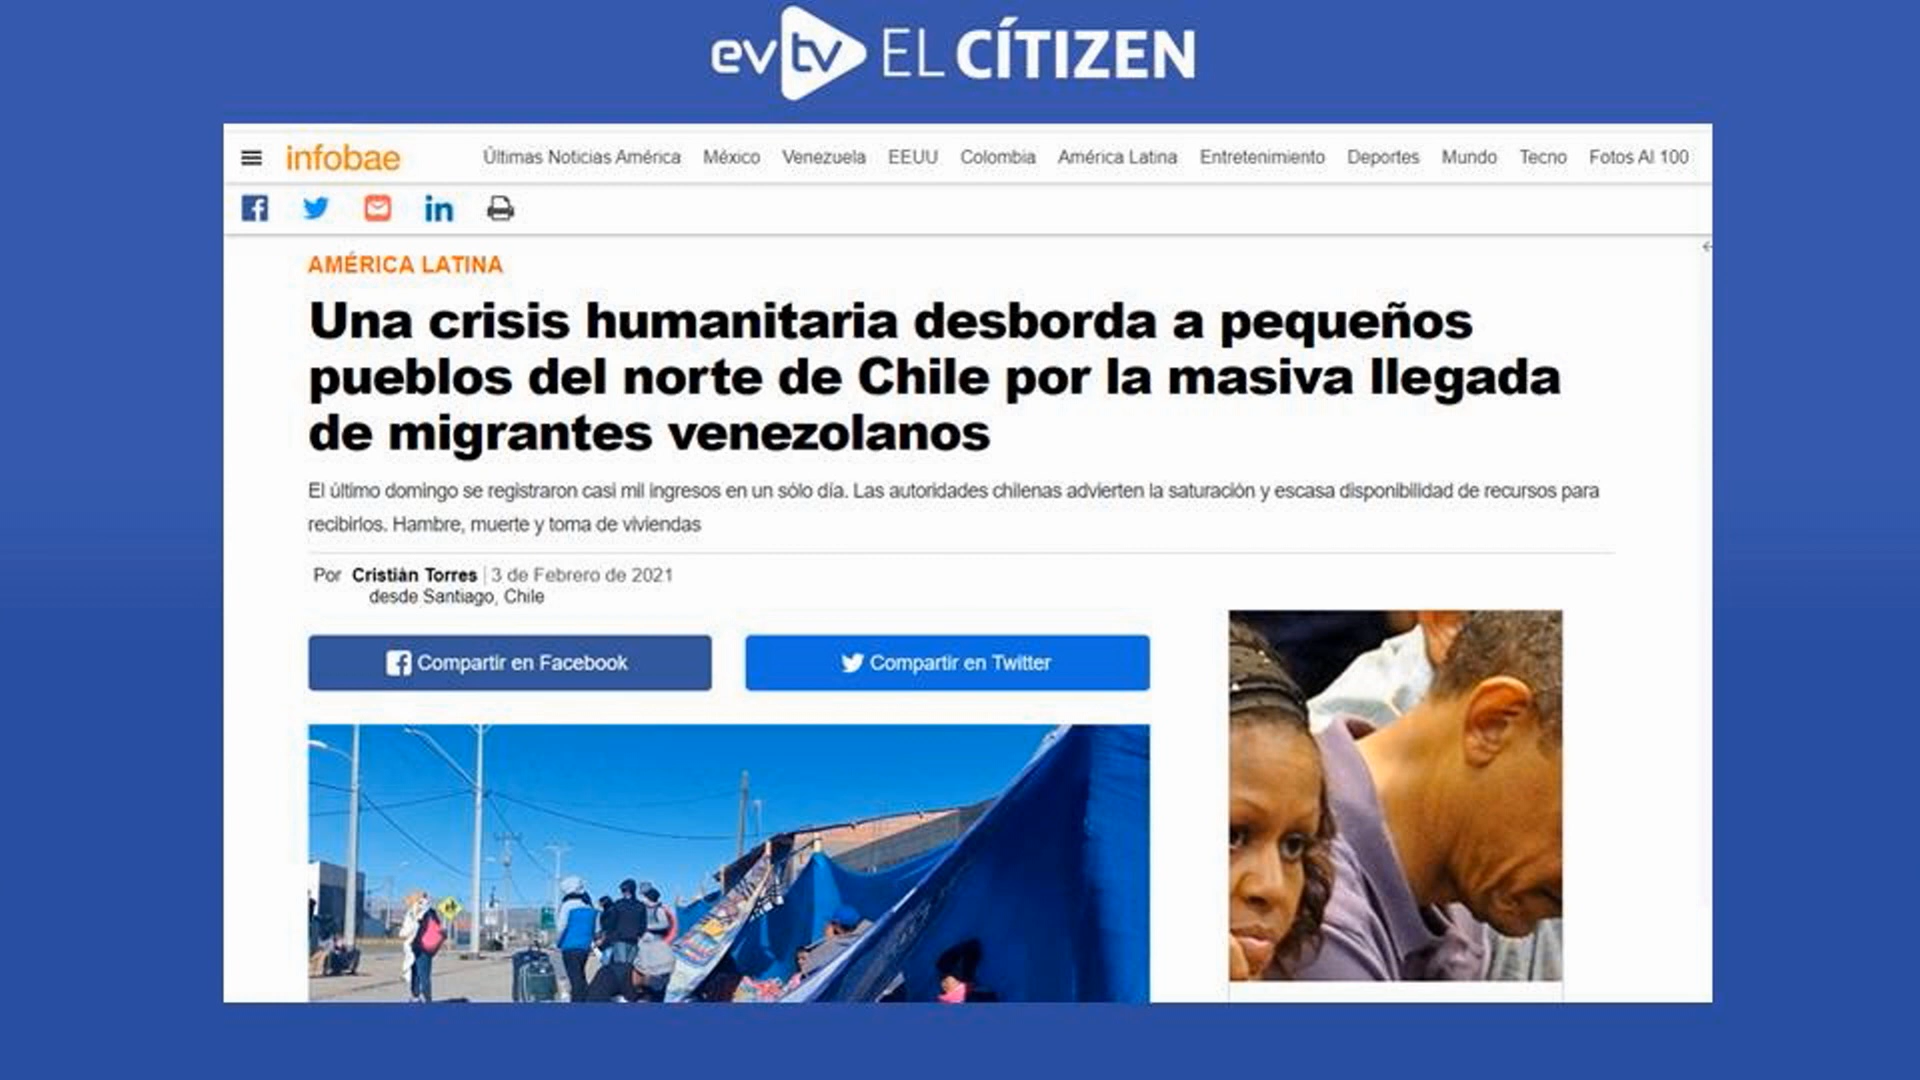 evtv EL CÍTIZEN
infobae
Últimas Noticias América México Venezuela EEUU Colombia América Latina Entretenimiento Deportes Mundo Tecno Fotos Al 100
AMÉRICA LATINA
Una crisis humanitaria desborda a pequeños
pueblos del norte de Chile por la masiva llegada
de migrantes venezolanos
El último domingo se registraron casi mil ingresos en un sólo día. Las autoridades chilenas advierten la saturación y escasa disponibilidad de recursos para
recibirlos. Hambre, muerte y toma de viviendas
Por Cristián Torres | 3 de Febrero de 2021
desde Santiago, Chile
Compartir en Facebook
Compartir en Twitter